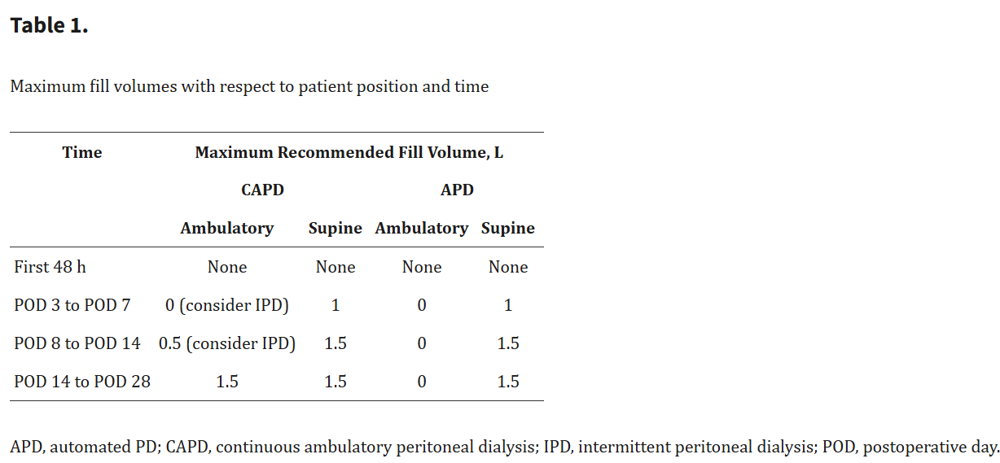 Table 1.
Maximum fill volumes with respect to patient position and time
Time Maximum Recommended Fill Volume, L
CAPD APD
Ambulatory Supine Ambulatory Supine
First 48 h None None None None
POD 3 to POD 7 0 (consider IPD) 1 0 1
POD 8 to POD 14 0.5 (consider IPD) 1.5 0 1.5
POD 14 to POD 28 1.5 1.5 0 1.5
APD, automated PD; CAPD, continuous ambulatory peritoneal dialysis; IPD, intermittent peritoneal dialysis; POD, postoperative day.